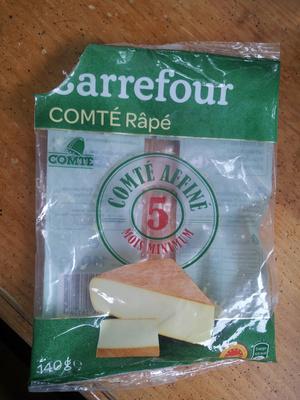 Carrefour
COMTÉ Râpé
COMTÉ
COMTÉ AFFINÉ
5
MOIS MINIMUM
140g